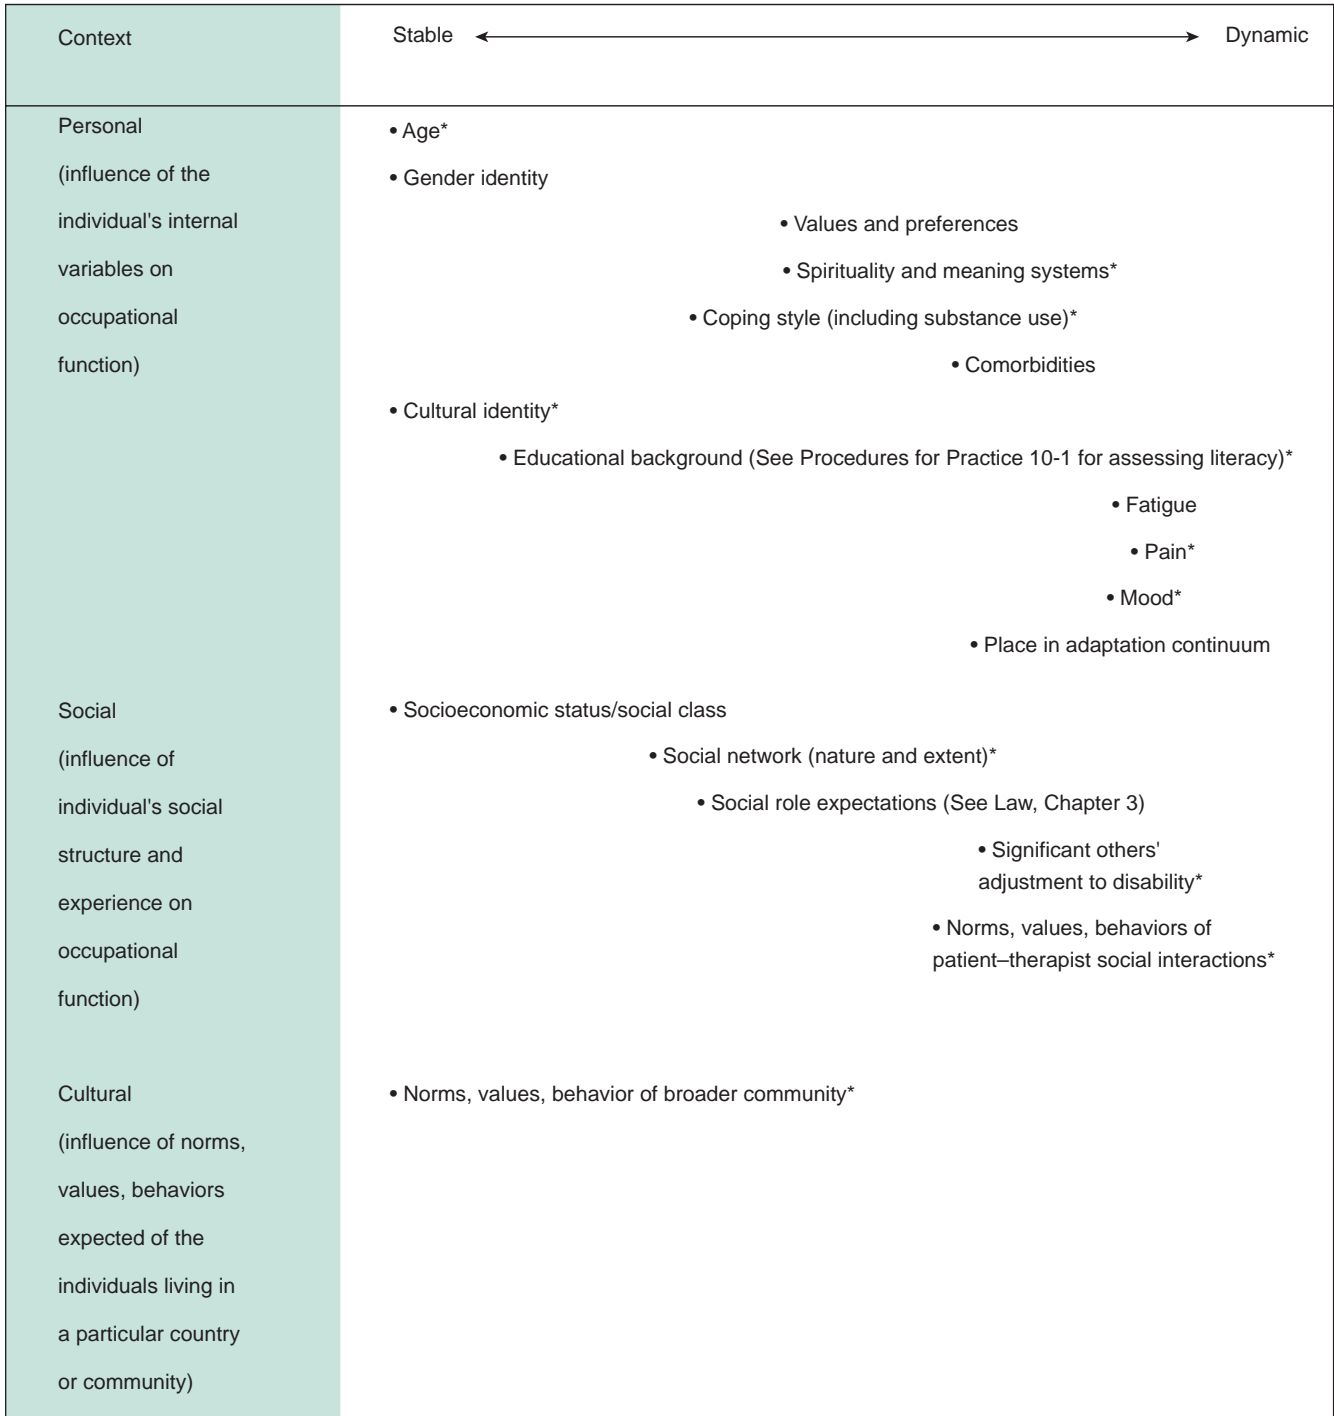 Context
Stable
Dynamic
Personal
(influence of the
individual's internal
variables on
occupational
function)
• Age*
• Gender identity
• Values and preferences
• Spirituality and meaning systems*
• Coping style (including substance use)*
• Comorbidities
• Cultural identity*
• Educational background (See Procedures for Practice 10-1 for assessing literacy)*
• Fatigue
• Pain*
• Mood*
• Place in adaptation continuum
Social
(influence of
individual's social
structure and
experience on
occupational
function)
• Socioeconomic status/social class
• Social network (nature and extent)*
• Social role expectations (See Law, Chapter 3)
• Significant others'
adjustment to disability*
• Norms, values, behaviors of
patient–therapist social interactions*
Cultural
(influence of norms,
values, behaviors
expected of the
individuals living in
a particular country
or community)
• Norms, values, behavior of broader community*